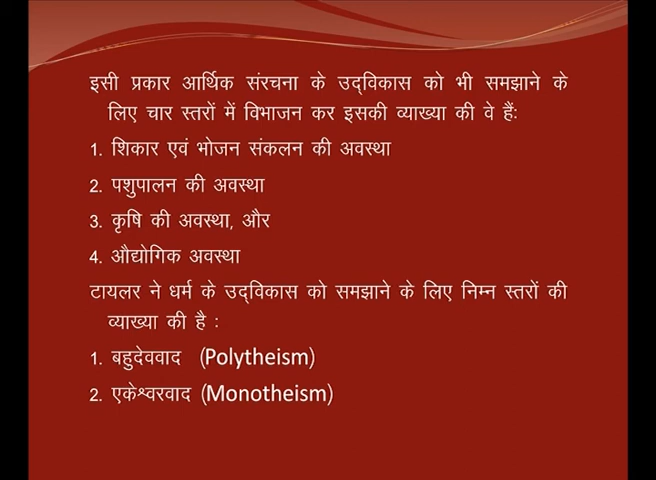 इसी प्रकार आर्थिक संरचना के उद्विकास को भी समझाने के
लिए चार स्तरों में विभाजन कर इसकी व्याख्या की वे हैं:
1. शिकार एवं भोजन संकलन की अवस्था
2. पशुपालन की अवस्था
3. कृषि की अवस्था, और
4. औद्योगिक अवस्था
टायलर ने धर्म के उद्विकास को समझाने के लिए निम्न स्तरों की
व्याख्या की है :
1. बहुदेववाद (Polytheism)
2. एकेश्वरवाद (Monotheism)